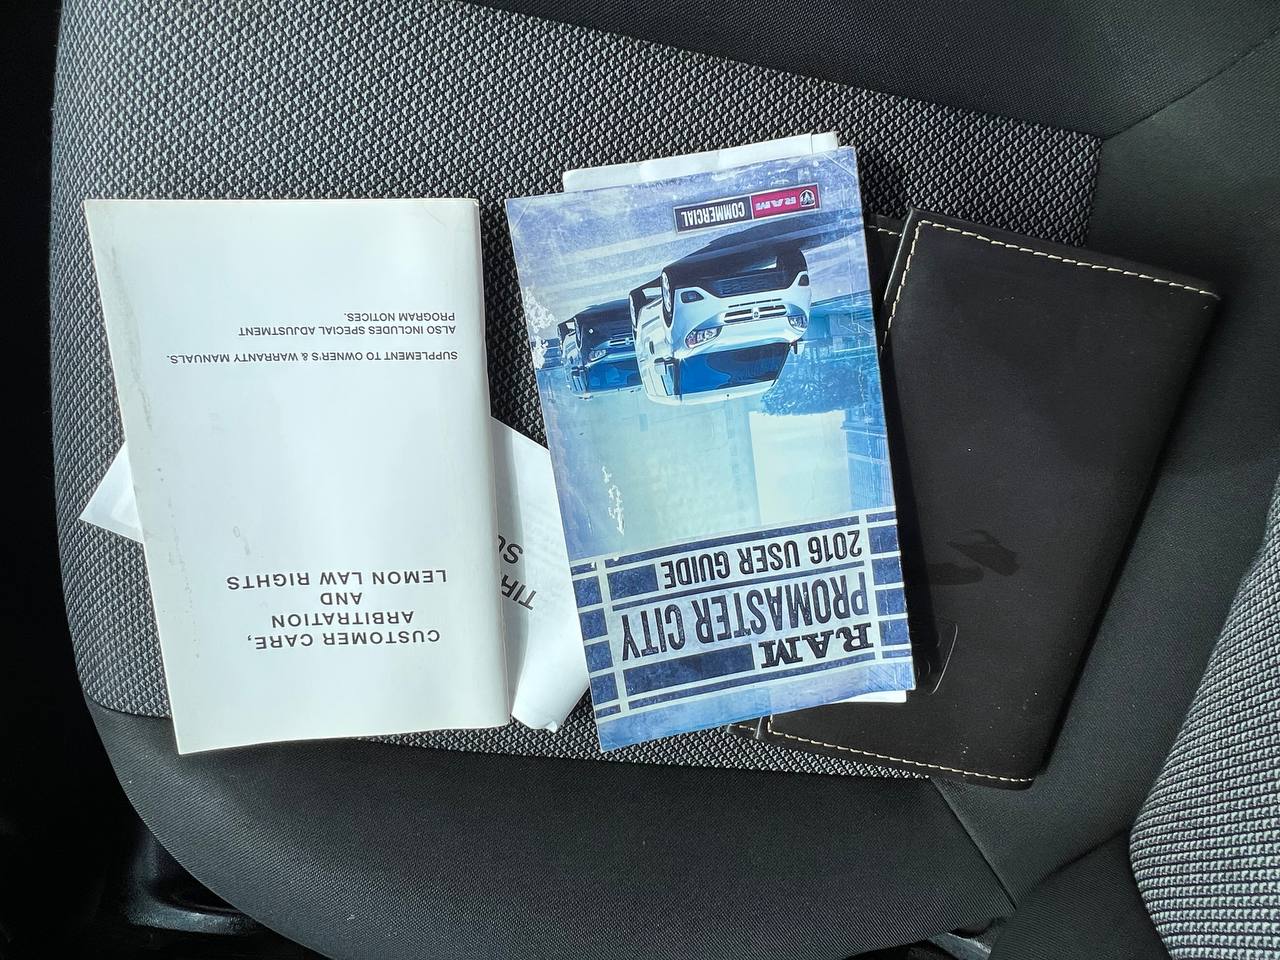 CUSTOMER CARE,
ARBITRATION
AND
LEMON LAW RIGHTS
SUPPLEMENT TO OWNER'S & WARRANTY MANUALS.
ALSO INCLUDES SPECIAL ADJUSTMENT
PROGRAM NOTICES.
RAM
PROMASTER CITY
2016 USER GUIDE
RAM COMMERCIAL